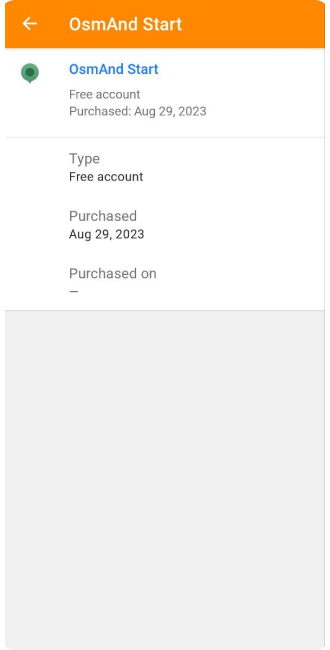 OsmAnd Start
OsmAnd Start
Free account
Purchased: Aug 29, 2023
Type
Free account
Purchased
Aug 29, 2023
Purchased on
—